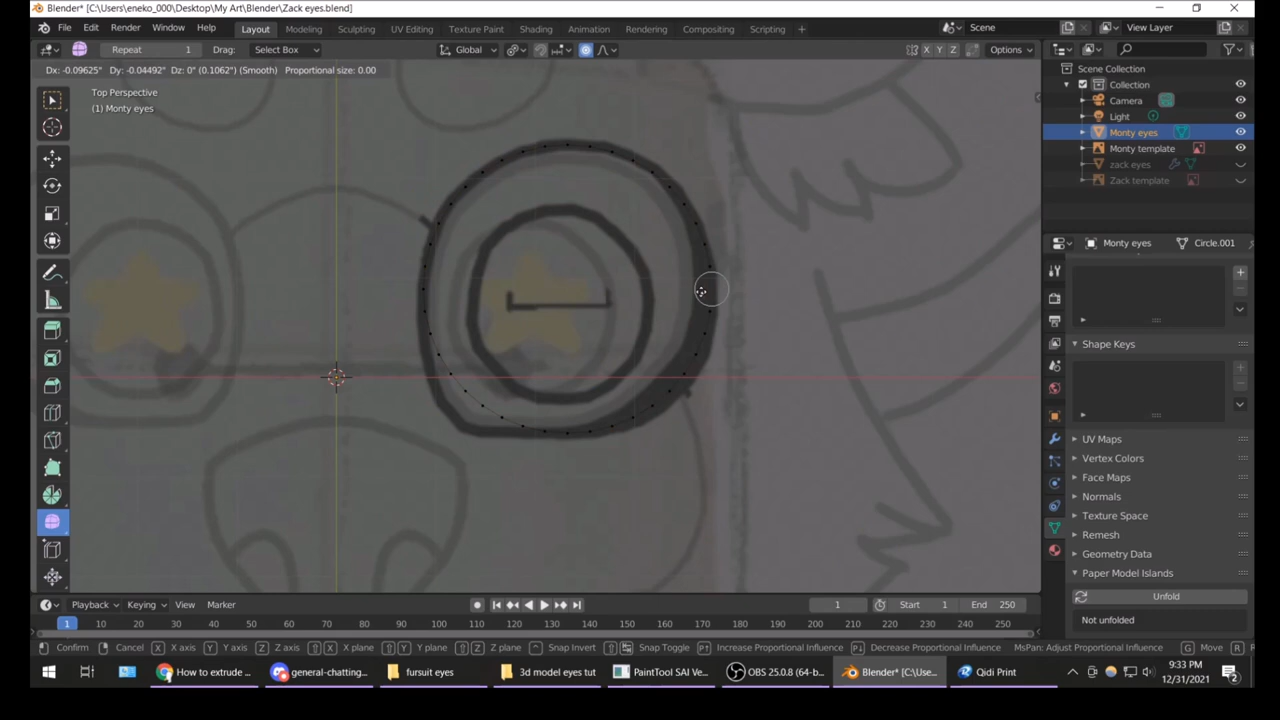 Blender* [C:\Users\eneko_000\Desktop\My Art\Blender\Zack eyes.blend]
File Edit Render Window Help Layout Modeling Sculpting UV Editing Texture Paint Shading Animation Rendering Compositing Scripting + Scene View Layer
Repeat 1 Drag: Select Box Global X Y Z Options
Dx: -0.09625" Dy: -0.04492" Dz: 0" (0.1062") (Smooth) Proportional size: 0.00
Scene Collection
Top Perspective
(1) Monty eyes
Collection
Camera
Light
Monty eyes
Monty template
zack eyes
Zack template
Monty eyes Circle.001
Shape Keys
UV Maps
Vertex Colors
Face Maps
Normals
Texture Space
Remesh
Geometry Data
Paper Model Islands
Unfold
Not unfolded
Playback Keying View Marker 1 Start 1 End 250
1 10 20 30 40 50 60 70 80 90 100 110 120 130 140 150 160 170 180 190 200 210 220 230 240 250
Confirm Cancel X axis Y axis Z axis X plane Y plane Z plane Snap Invert Snap Toggle Increase Proportional Influence Decrease Proportional Influence MsPan: Adjust Proportional Influence G Move R
How to extrude ... general-chatting... fursuit eyes 3d model eyes tut PaintTool SAI Ve... OBS 25.0.8 (64-b... Blender* [C:\Use... Qidi Print
9:33 PM
12/31/2021
2